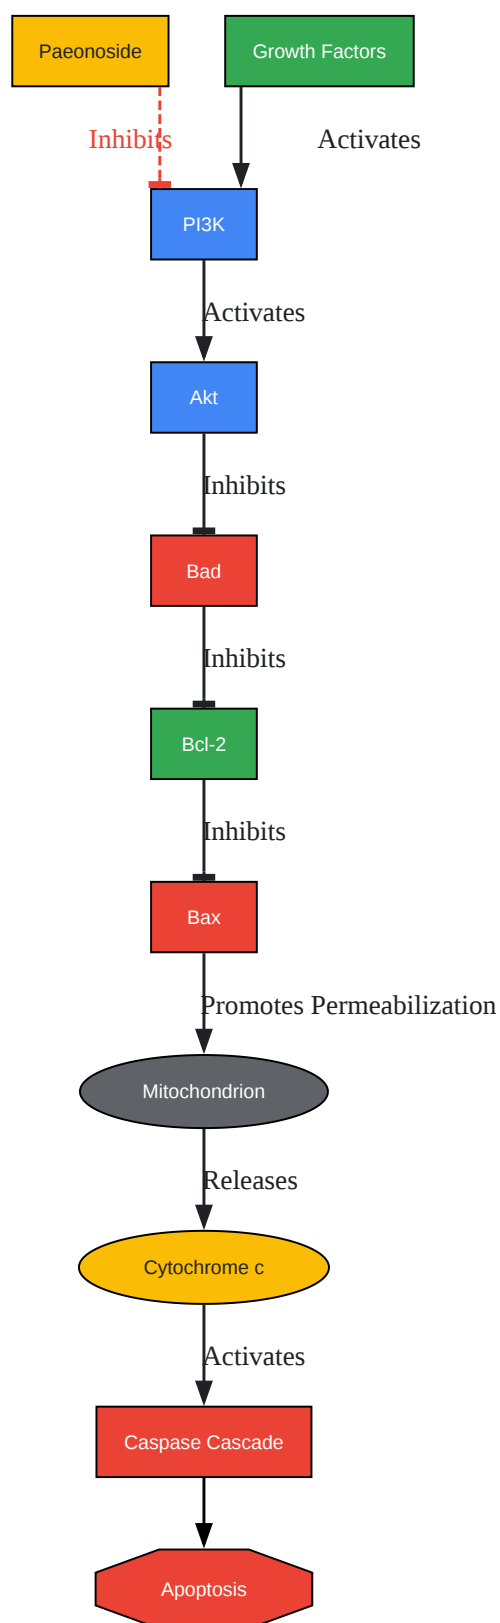 Paeonoside
Growth Factors
Inhibits
Activates
PI3K
Activates
Akt
Inhibits
Bad
Inhibits
Bcl-2
Inhibits
Bax
Promotes Permeabilization
Mitochondrion
Releases
Cytochrome c
Activates
Caspase Cascade
Apoptosis